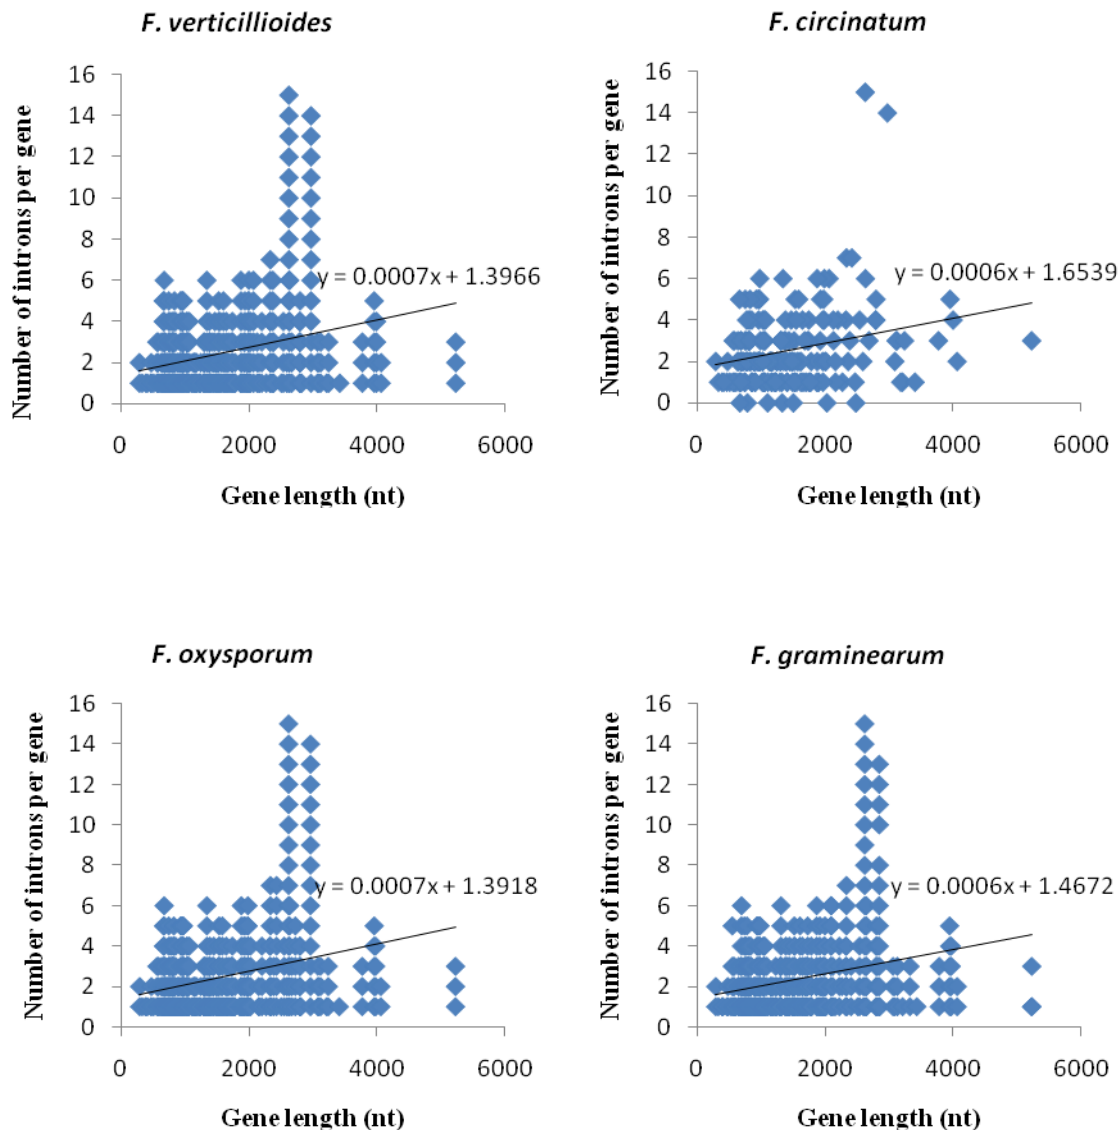 F. verticillioides
Number of introns per gene
16
14
12
10
8
6
4
2
0
y = 0.0007x + 1.3966
0 2000 4000 6000
Gene length (nt)
F. circinatum
Number of introns per gene
16
14
12
10
8
6
4
2
0
y = 0.0006x + 1.6539
0 2000 4000 6000
Gene length (nt)
F. oxysporum
Number of introns per gene
16
14
12
10
8
6
4
2
0
y = 0.0007x + 1.3918
0 2000 4000 6000
Gene length (nt)
F. graminearum
Number of introns per gene
16
14
12
10
8
6
4
2
0
y = 0.0006x + 1.4672
0 2000 4000 6000
Gene length (nt)